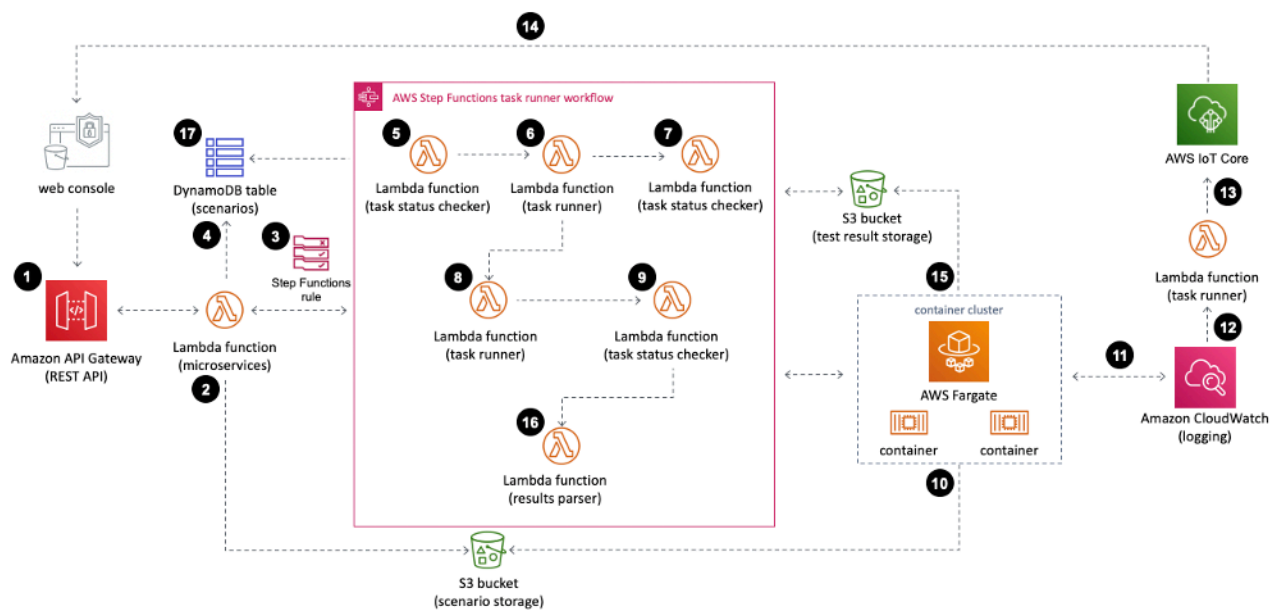 14
AWS Step Functions task runner workflow
17
5
6
7
web console
DynamoDB table
(scenarios)
Lambda function
(task status checker)
Lambda function
(task runner)
Lambda function
(task status checker)
S3 bucket
(test result storage)
AWS IoT Core
13
4
3
Step Functions
rule
1
8
9
15
Lambda function
(task runner)
12
Amazon API Gateway
(REST API)
Lambda function
(microservices)
2
Lambda function
(task runner)
Lambda function
(task status checker)
container cluster
AWS Fargate
container
container
10
11
Amazon CloudWatch
(logging)
16
Lambda function
(results parser)
S3 bucket
(scenario storage)